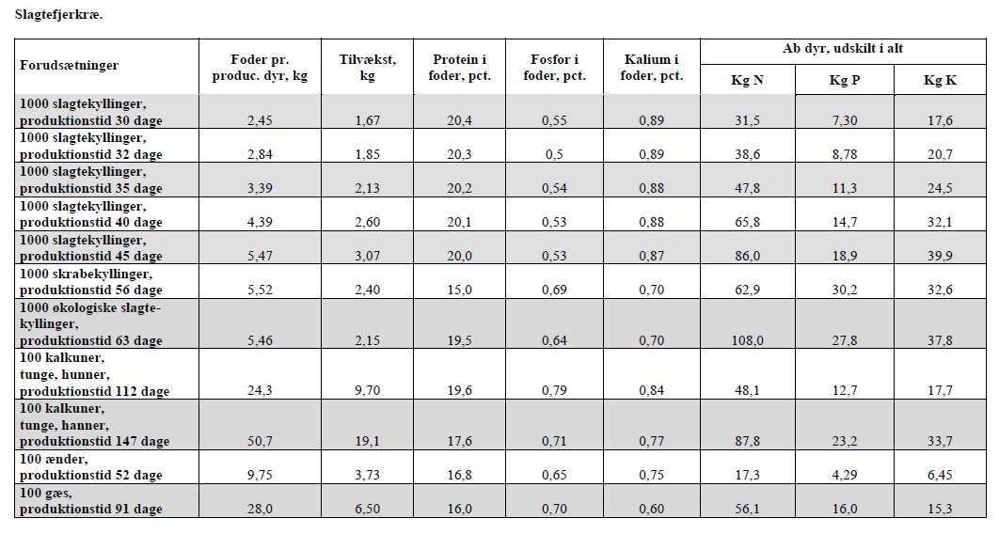 Slagtefjerkræ.
Forudsætninger
Foder pr.
produc. dyr, kg
Tilvækst,
kg
Protein i
foder, pct.
Fosfor i
foder, pct.
Kalium i
foder, pct.
Ab dyr, udskilt i alt
Kg N
Kg P
Kg K
1000 slagtekyllinger,
produktionstid 30 dage 2,45 1,67 20,4 0,55 0,89 31,5 7,30 17,6
1000 slagtekyllinger,
produktionstid 32 dage 2,84 1,85 20,3 0,5 0,89 38,6 8,78 20,7
1000 slagtekyllinger,
produktionstid 35 dage 3,39 2,13 20,2 0,54 0,88 47,8 11,3 24,5
1000 slagtekyllinger,
produktionstid 40 dage 4,39 2,60 20,1 0,53 0,88 65,8 14,7 32,1
1000 slagtekyllinger,
produktionstid 45 dage 5,47 3,07 20,0 0,53 0,87 86,0 18,9 39,9
1000 skrabekyllinger,
produktionstid 56 dage 5,52 2,40 15,0 0,69 0,70 62,9 30,2 32,6
1000 økologiske slagte-
kyllinger,
produktionstid 63 dage 5,46 2,15 19,5 0,64 0,70 108,0 27,8 37,8
100 kalkuner,
tunge, hunner,
produktionstid 112 dage 24,3 9,70 19,6 0,79 0,84 48,1 12,7 17,7
100 kalkuner,
tunge, hanner,
produktionstid 147 dage 50,7 19,1 17,6 0,71 0,77 87,8 23,2 33,7
100 ænder,
produktionstid 52 dage 9,75 3,73 16,8 0,65 0,75 17,3 4,29 6,45
100 gæs,
produktionstid 91 dage 28,0 6,50 16,0 0,70 0,60 56,1 16,0 15,3